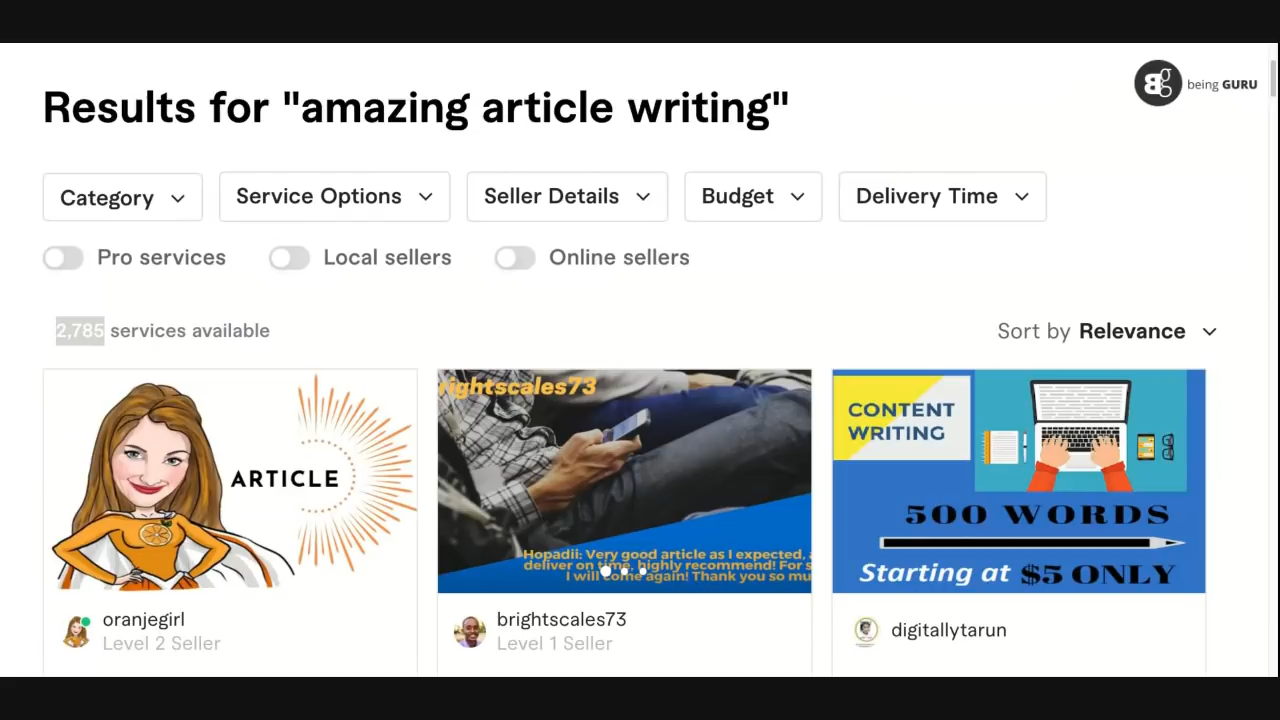 being GURU
Results for "amazing article writing"
Category
Service Options
Seller Details
Budget
Delivery Time
Pro services
Local sellers
Online sellers
2,785 services available
Sort by Relevance
ARTICLE
rightscales73
Hopadii: Very good article as I expected,
deliver on time, highly recommend! For s
I will come again! Thank you so mu
CONTENT
WRITING
500 WORDS
Starting at $5 ONLY
oranjegirl
Level 2 Seller
brightscales73
Level 1 Seller
digitallytarun